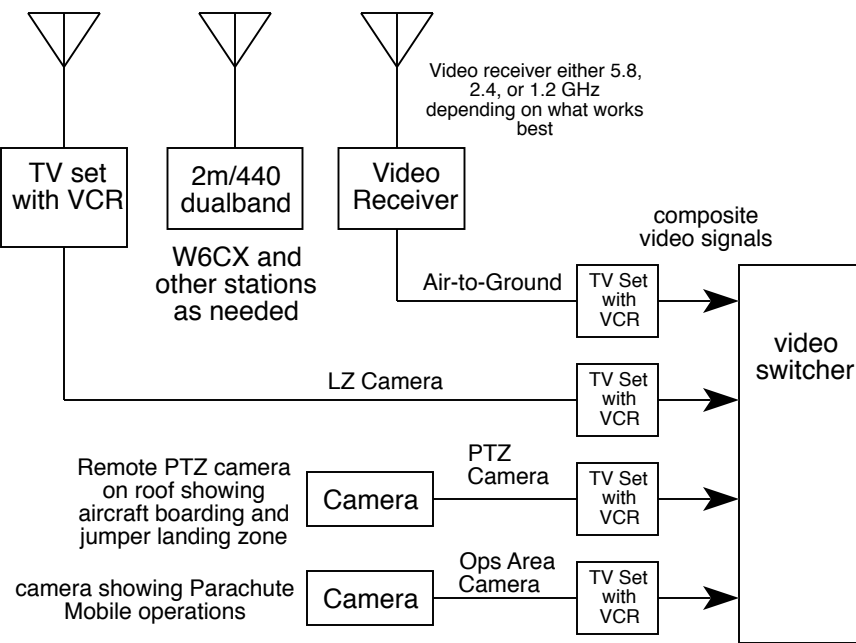 Video receiver either 5.8,
2.4, or 1.2 GHz
depending on what works
best
TV set
with VCR
2m/440
dualband
Video
Receiver
W6CX and
other stations
as needed
composite
video signals
Air-to-Ground
TV Set
with
VCR
video
switcher
LZ Camera
TV Set
with
VCR
Remote PTZ camera
on roof showing
aircraft boarding and
jumper landing zone
Camera
PTZ
Camera
TV Set
with
VCR
camera showing Parachute
Mobile operations
Camera
Ops Area
Camera
TV Set
with
VCR